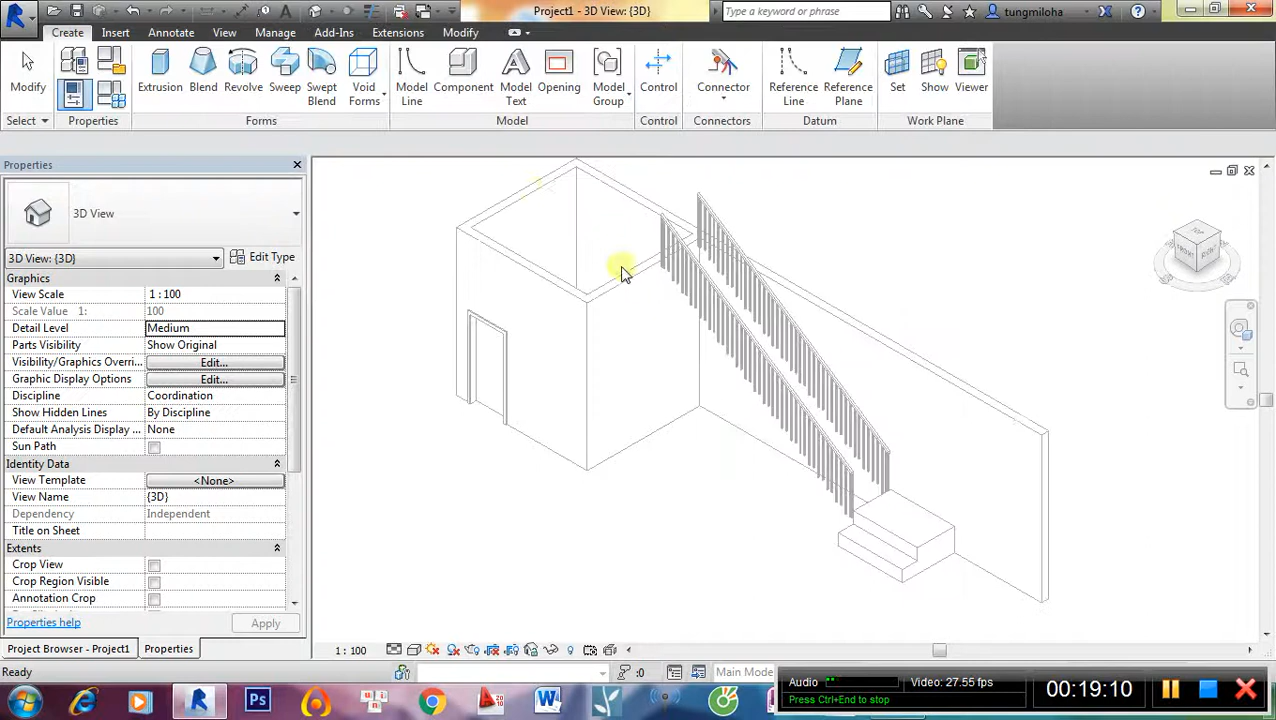 Project1 - 3D View: {3D}
Type a keyword or phrase
tungmiloha
Create Insert Annotate View Manage Add-Ins Extensions Modify
Modify
Extrusion Blend Revolve Sweep Swept Blend Void Forms
Model Line Component Model Text Opening Model Group
Control Connector
Reference Line Reference Plane
Set Show Viewer
Select Properties Forms Model Control Connectors Datum Work Plane
Properties
3D View
TOP
FRONT RIGHT
3D View: {3D} Edit Type
Graphics
View Scale 1 : 100
Scale Value 1: 100
Detail Level Medium
Parts Visibility Show Original
Visibility/Graphics Overri... Edit...
Graphic Display Options Edit...
Discipline Coordination
Show Hidden Lines By Discipline
Default Analysis Display ... None
Sun Path
Identity Data
View Template <None>
View Name {3D}
Dependency Independent
Title on Sheet
Extents
Crop View
Crop Region Visible
Annotation Crop
Properties help Apply
Project Browser - Project1 Properties
1 : 100
Ready
:0
Main Mode
Audio
Video: 27.55 fps
Press Ctrl+End to stop
00:19:10
Ps
W